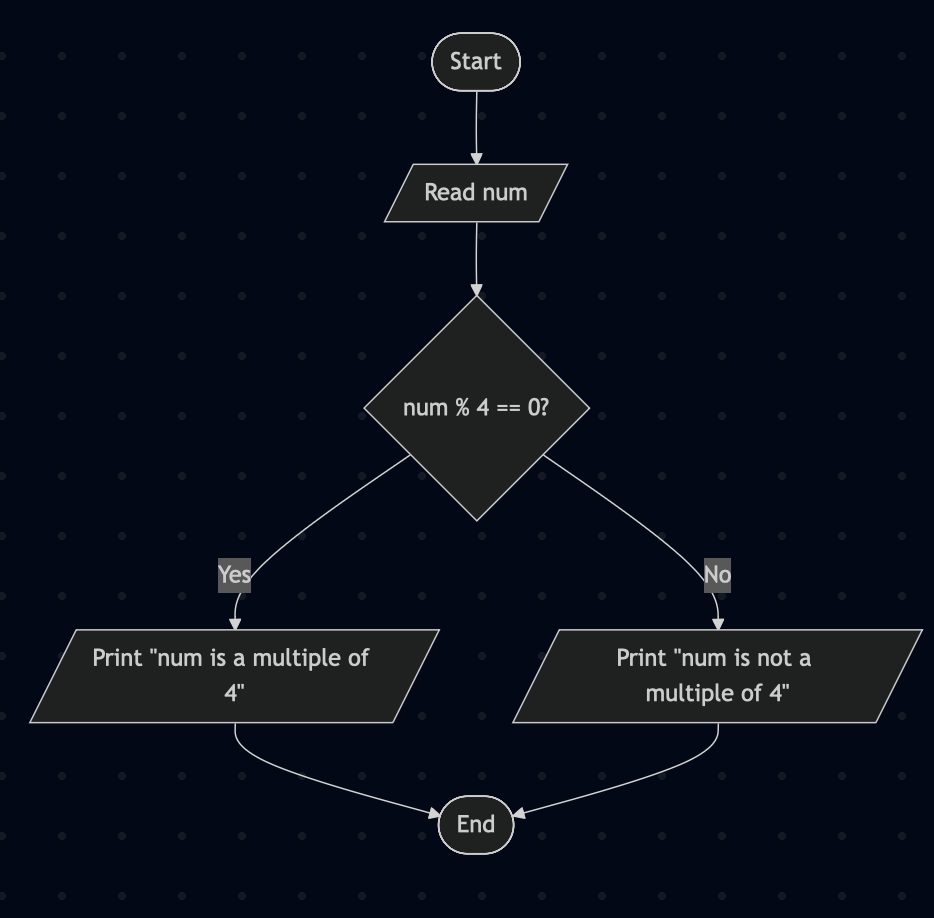 Start
Read num
num % 4 == 0?
Yes
No
Print "num is a multiple of
4"
Print "num is not a
multiple of 4"
End